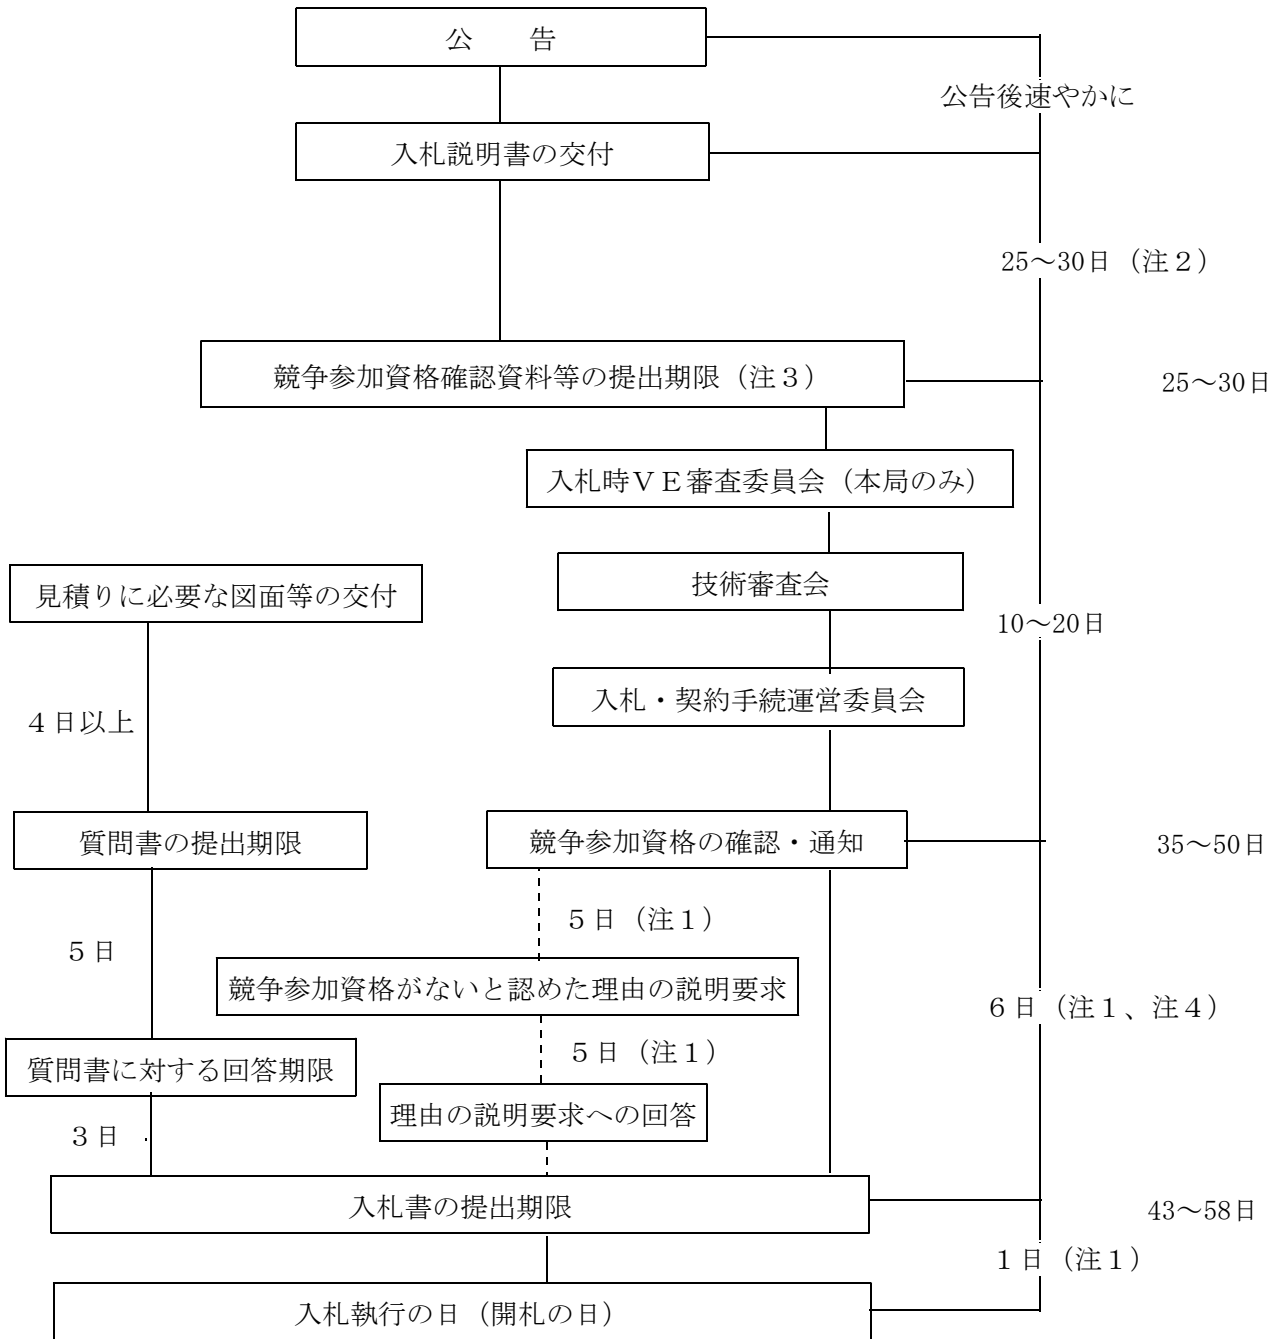 公　　告
公告後速やかに
入札説明書の交付
25～30日（注２）
競争参加資格確認資料等の提出期限（注３）
25～30日
入札時ＶＥ審査委員会（本局のみ）
見積りに必要な図面等の交付
技術審査会
10～20日
入札・契約手続運営委員会
４日以上
質問書の提出期限
競争参加資格の確認・通知
35～50日
５日（注１）
５日
競争参加資格がないと認めた理由の説明要求
６日（注１、注４）
５日（注１）
質問書に対する回答期限
理由の説明要求への回答
３日
入札書の提出期限
43～58日
１日（注１）
入札執行の日（開札の日）